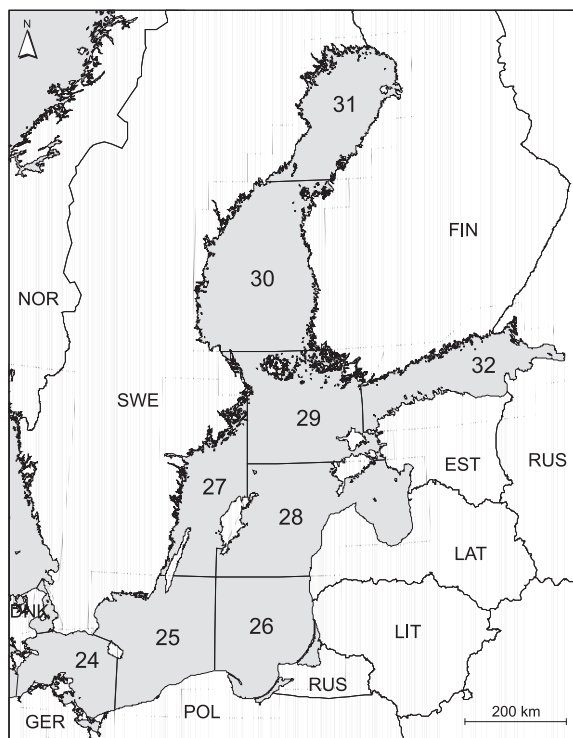 N
31
FIN
30
NOR
32
SWE
29
EST
RUS
27
28
LAT
DNK
25
26
LIT
24
RUS
GER
POL
200 km